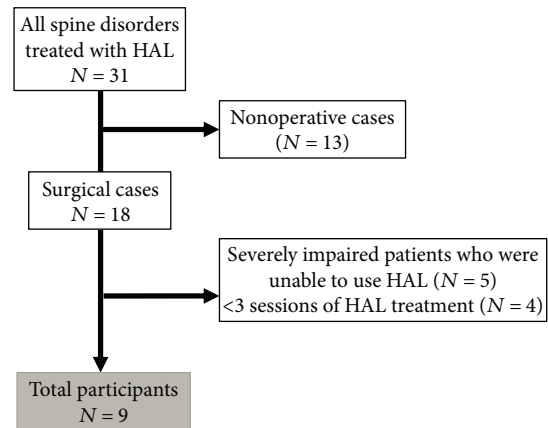 All spine disorders
treated with HAL
N = 31
Nonoperative cases
(N = 13)
Surgical cases
N = 18
Severely impaired patients who were
unable to use HAL (N = 5)
<3 sessions of HAL treatment (N = 4)
Total participants
N = 9